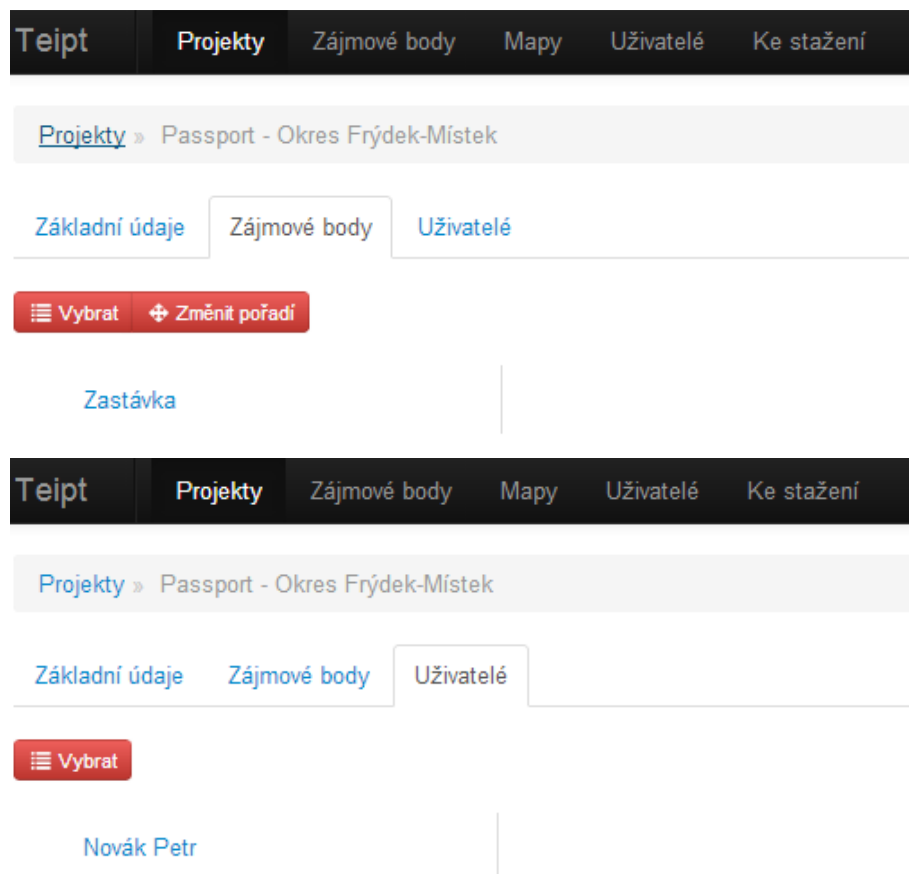 Teipt Projekty Zájmové body Mapy Uživatelé Ke stažení
Projekty » Passport - Okres Frýdek-Místek
Základní údaje Zájmové body Uživatelé
Vybrat Změnit pořadí
Zastávka
Teipt Projekty Zájmové body Mapy Uživatelé Ke stažení
Projekty » Passport - Okres Frýdek-Místek
Základní údaje Zájmové body Uživatelé
Vybrat
Novák Petr